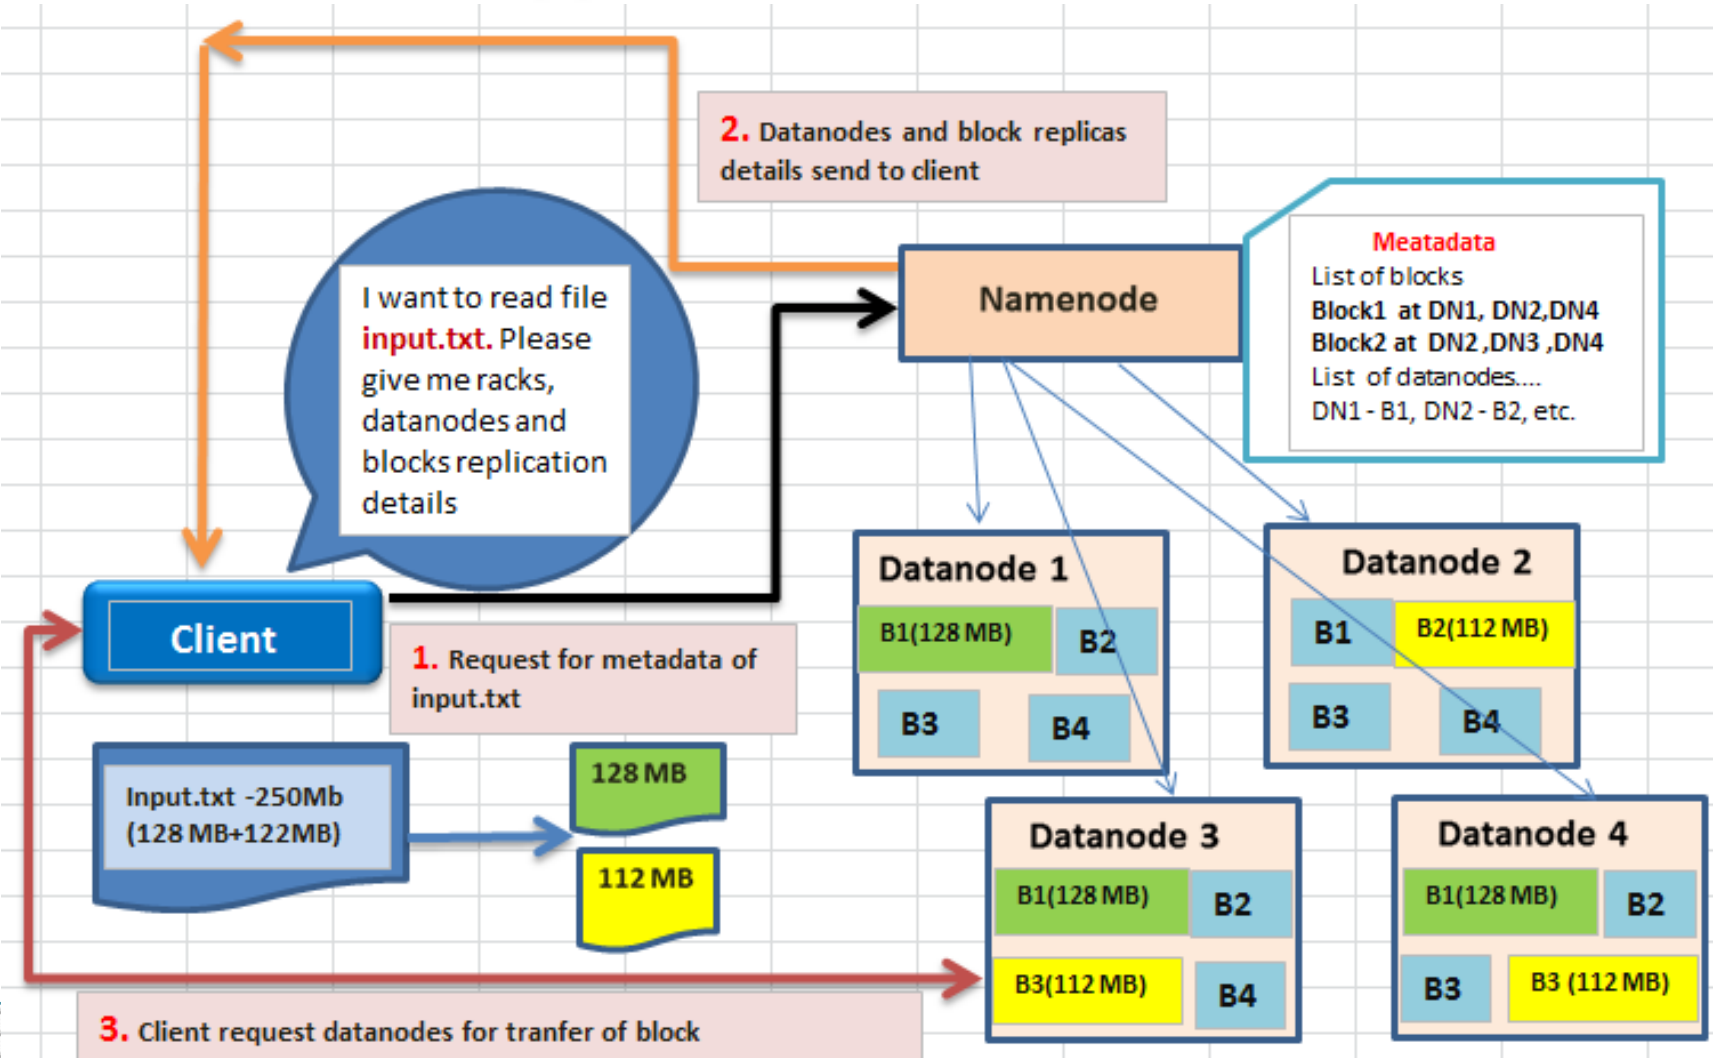 2. Datanodes and block replicas
details send to client
I want to read file
input.txt. Please
give me racks,
datanodes and
blocks replication
details
Namenode
Meatadata
List of blocks
Block1 at DN1, DN2,DN4
Block2 at DN2 ,DN3 ,DN4
List of datanodes....
DN1 - B1, DN2 - B2, etc.
Client
1. Request for metadata of
input.txt
Input.txt -250Mb
(128 MB+122MB)
128 MB
112 MB
Datanode 1
B1(128 MB)
B2
B3
B4
Datanode 2
B1
B2(112 MB)
B3
B4
Datanode 3
B1(128 MB)
B2
B3(112 MB)
B4
Datanode 4
B1(128 MB)
B2
B3
B3 (112 MB)
3. Client request datanodes for tranfer of block